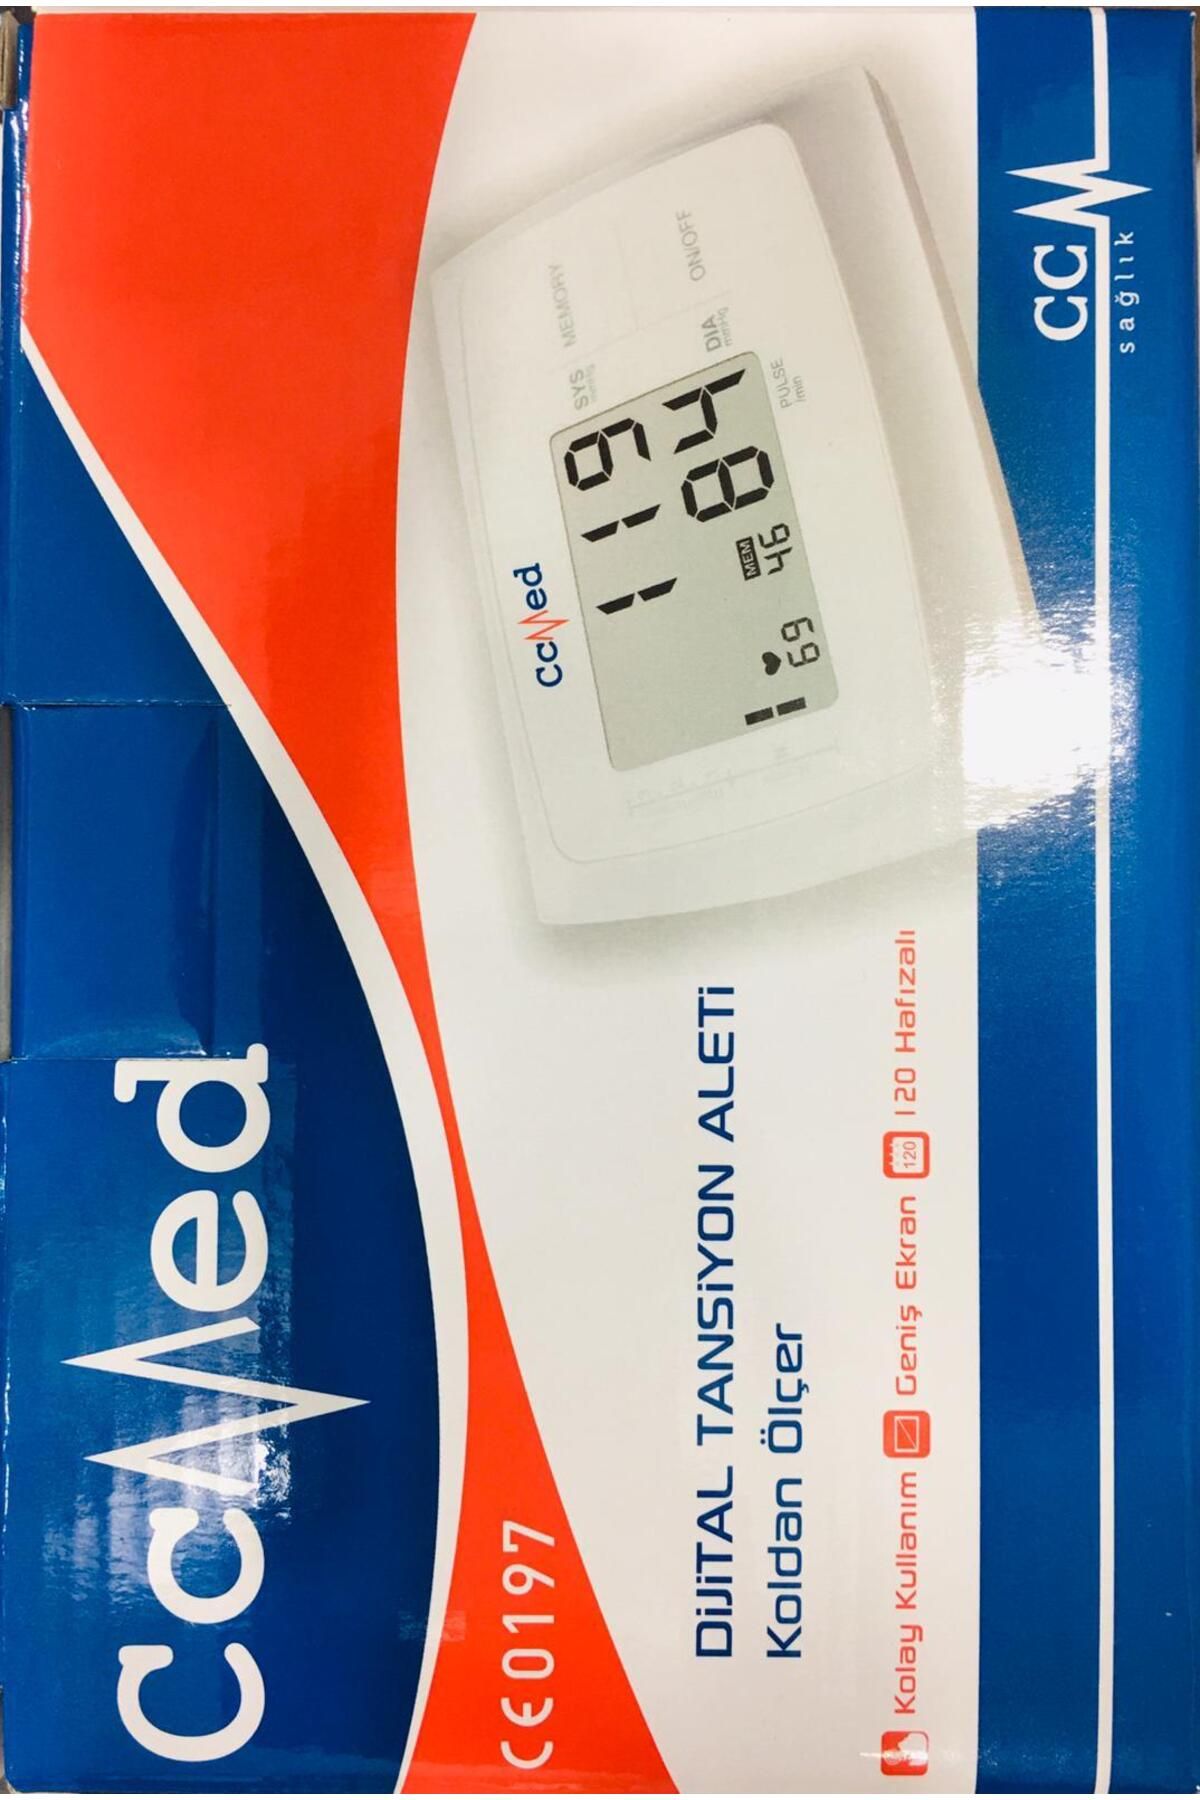 ccMed
CE0197
DİJİTAL TANSİYON ALETİ
Koldan Ölçer
Kolay Kullanım
Geniş Ekran
120
120 Hafızalı
ccMed
MEMORY
ON/OFF
SYS
mmHg
DIA
mmHg
PULSE
/min
119
84
MEM
46
69
CCM
sağlık